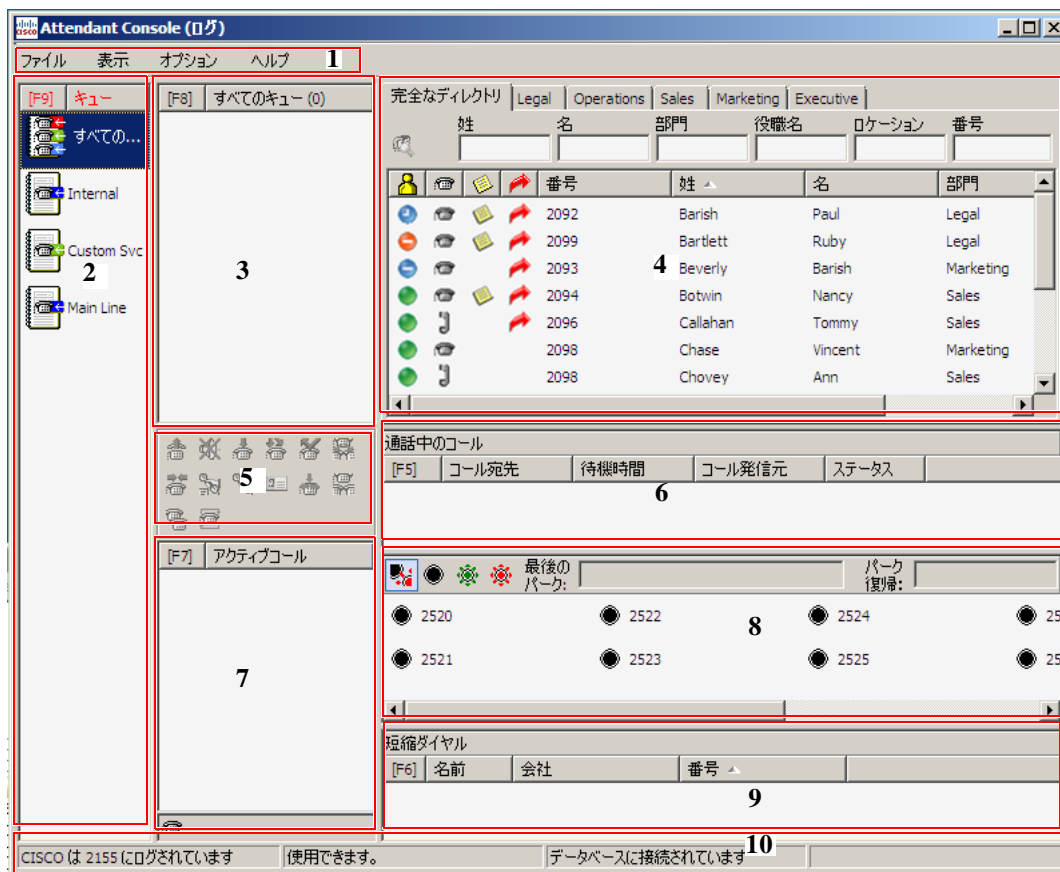 CISCO Attendant Console (ログ)
ファイル 表示 オプション ヘルプ 1
[F9] キュー
すべての...
Internal
Custom Svc
2
Main Line
[F8] すべてのキュー (0)
3
完全なディレクトリ Legal Operations Sales Marketing Executive
姓 名 部門 役職名 ロケーション 番号
番号 姓 名 部門
2092 Barish Paul Legal
2099 Bartlett Ruby Legal
2093 Beverly Barish Marketing
4
2094 Botwin Nancy Sales
2096 Callahan Tommy Sales
2098 Chase Vincent Marketing
2098 Chovey Ann Sales
5
通話中のコール
[F5] コール宛先 待機時間 コール発信元 ステータス
6
[F7] アクティブコール
7
最後の
パーク:
パーク
復帰:
2520 2522 2524 25
8
2521 2523 2525 25
短縮ダイヤル
[F6] 名前 会社 番号
9
10
CISCO は 2155 にログされています 使用できます。 データベースに接続されています